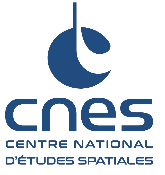 cnes
CENTRE NATIONAL
D'ÉTUDES SPATIALES